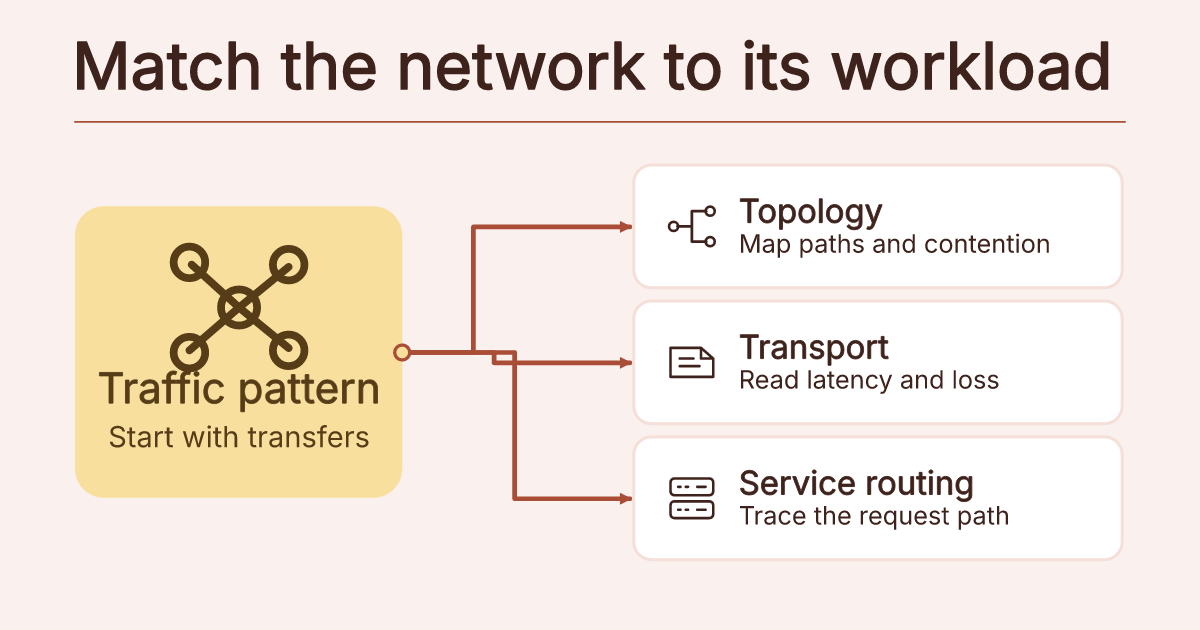 Match the network to its workload
Traffic pattern
Start with transfers
Topology
Map paths and contention
Transport
Read latency and loss
Service routing
Trace the request path